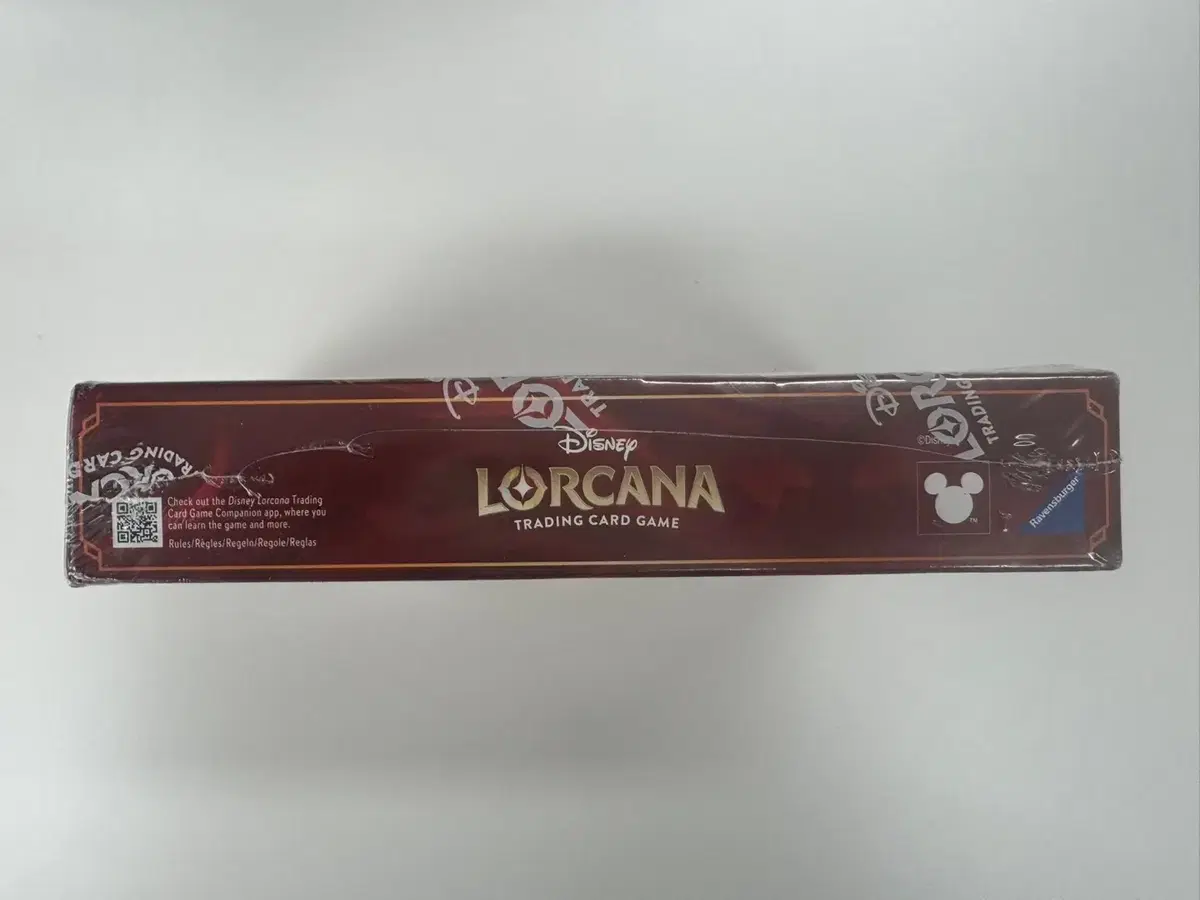 DISNEY
LORCANA
TRADING CARD GAME
Check out the Disney Lorcana Trading
Card Game Companion app, where you
can learn the game and more.
Rules/Règles/Regeln/Regole/Reglas
©Disney
TM
Ravensburger
TRADING CARD
TRADING